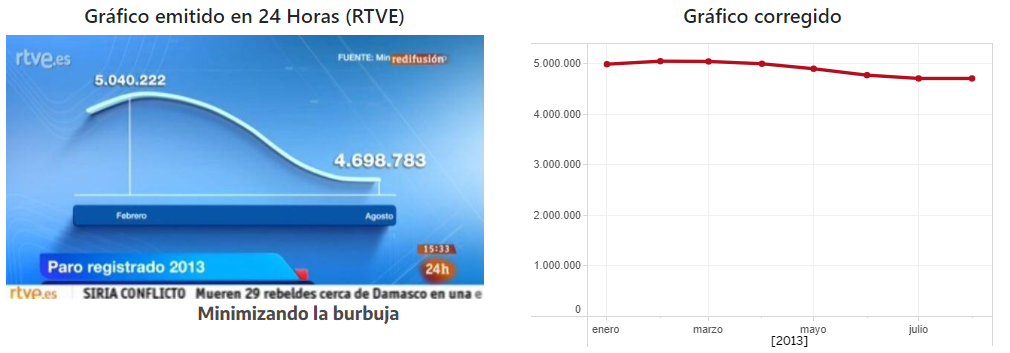 Gráfico emitido en 24 Horas (RTVE)
rtve.es
FUENTE: Min redifusión
5.040.222
4.698.783
Febrero
Agosto
15:33
Paro registrado 2013
24h
rtve.es SIRIA CONFLICTO Mueren 29 rebeldes cerca de Damasco en una e
Minimizando la burbuja
Gráfico corregido
5.000.000
4.000.000
3.000.000
2.000.000
1.000.000
0
enero marzo mayo julio
[2013]